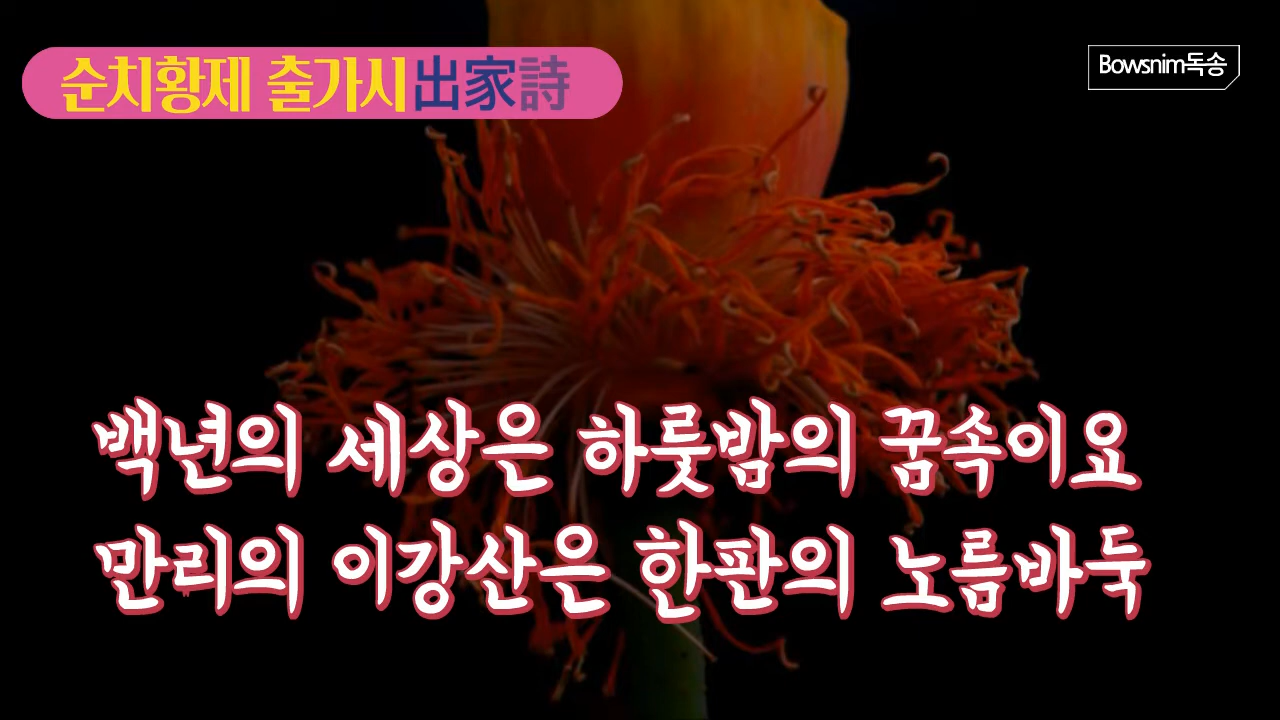 순치황제 출가시出家詩
Bowsnim독송
백년의 세상은 하룻밤의 꿈속이요
만리의 이강산은 한판의 노름바둑